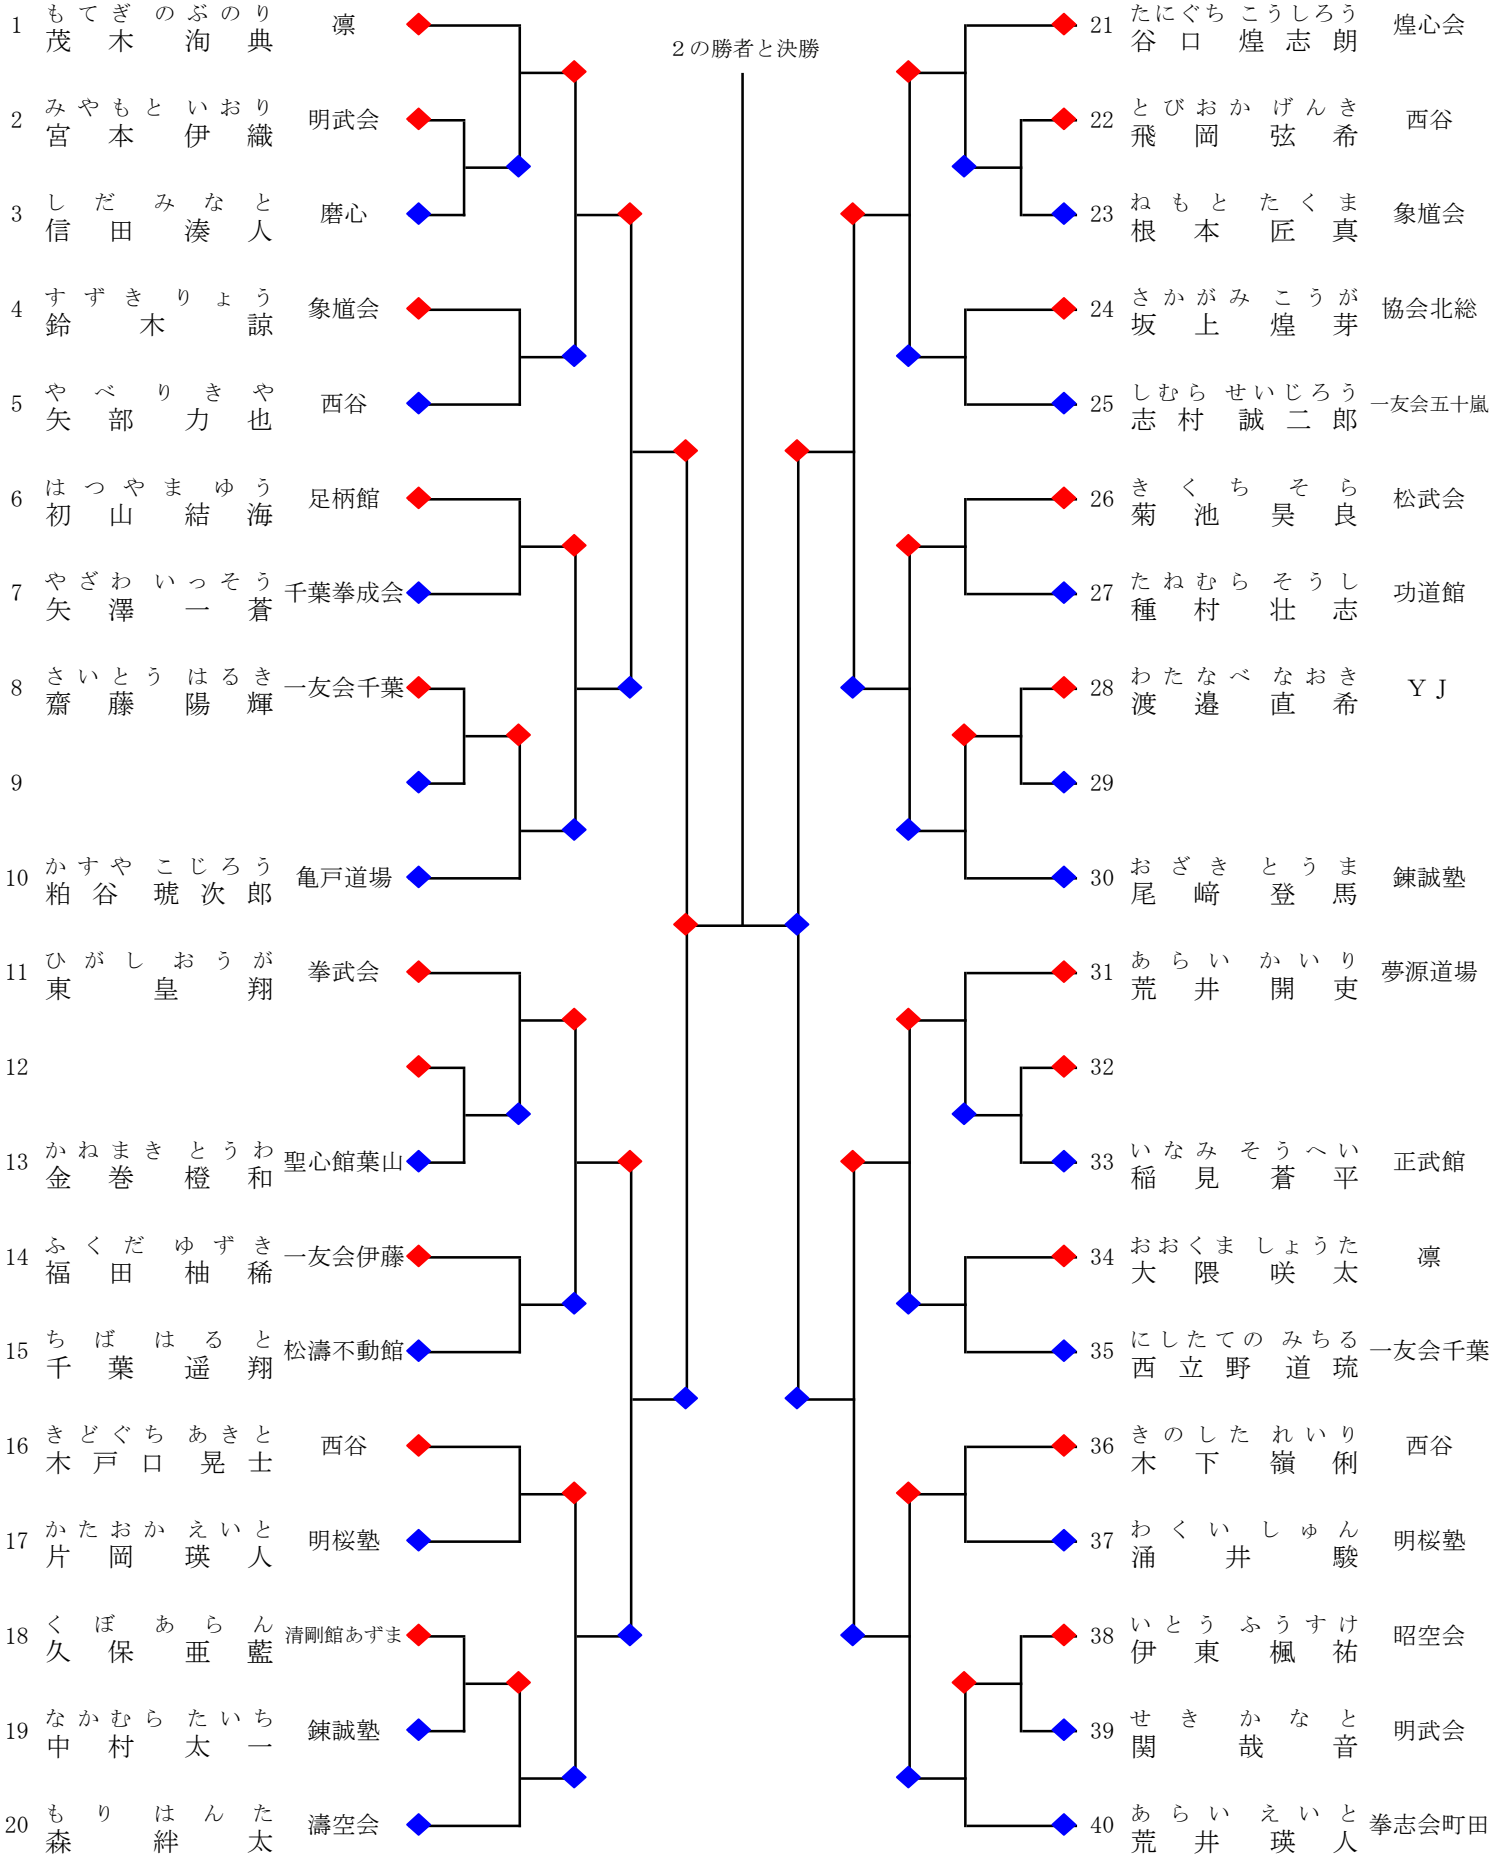 ２の勝者と決勝
もてぎ のぶのり
1 茂木 洵典 凛
みやもと いおり
2 宮本 伊織 明武会
しだ みなと
3 信田 湊人 磨心
すずき りょう
4 鈴木 諒 象馗会
やべ りきや
5 矢部 力也 西谷
はつやま ゆう
6 初山 結海 足柄館
やざわ いっそう
7 矢澤 一蒼 千葉拳成会
さいとう はるき
8 齋藤 陽輝 一友会千葉
9
かすや こじろう
10 粕谷 琥次郎 亀戸道場
ひがし おうが
11 東 皇翔 拳武会
12
かねまき とうわ
13 金巻 橙和 聖心館葉山
ふくだ ゆずき
14 福田 柚稀 一友会伊藤
ちば はると
15 千葉 遥翔 松濤不動館
きどぐち あきと
16 木戸口 晃士 西谷
かたおか えいと
17 片岡 瑛人 明桜塾
くぼ あらん
18 久保 亜藍 清剛館あずま
なかむら たいち
19 中村 太一 錬誠塾
もり はんた
20 森 絆太 濤空会
たにぐち こうしろう
21 谷口 煌志朗 煌心会
とびおか げんき
22 飛岡 弦希 西谷
ねもと たくま
23 根本 匠真 象馗会
さかがみ こうが
24 坂上 煌芽 協会北総
しむら せいじろう
25 志村 誠二郎 一友会五十嵐
きくち そら
26 菊池 昊良 松武会
たねむら そうし
27 種村 壮志 功道館
わたなべ なおき
28 渡邉 直希 ＹＪ
29
おざき とうま
30 尾﨑 登馬 錬誠塾
あらい かいり
31 荒井 開吏 夢源道場
32
いなみ そうへい
33 稲見 蒼平 正武館
おおくま しょうた
34 大隈 咲太 凛
にしたての みちる
35 西立野 道琉 一友会千葉
きのした れいり
36 木下 嶺俐 西谷
わくい しゅん
37 涌井 駿 明桜塾
いとう ふうすけ
38 伊東 楓祐 昭空会
せき かなと
39 関 哉音 明武会
あらい えいと
40 荒井 瑛人 拳志会町田